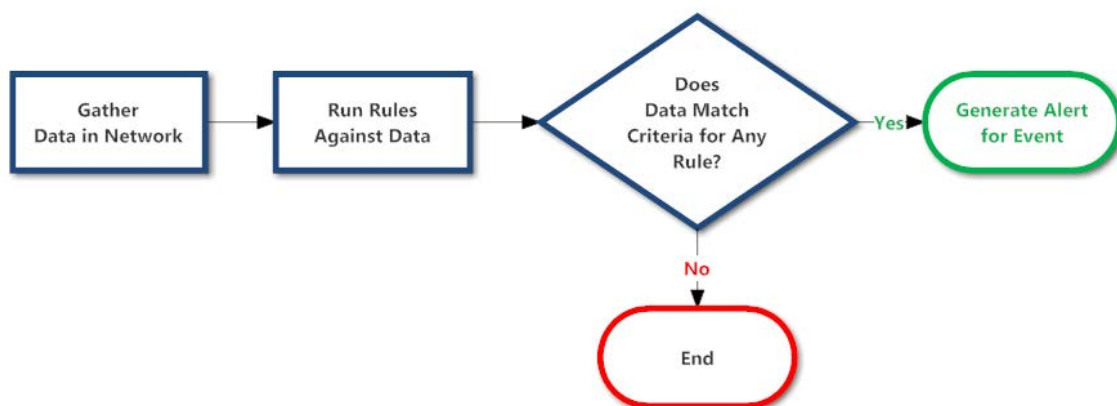 Gather
Data in Network
Run Rules
Against Data
Does
Data Match
Criteria for Any
Rule?
Yes
Generate Alert
for Event
No
End